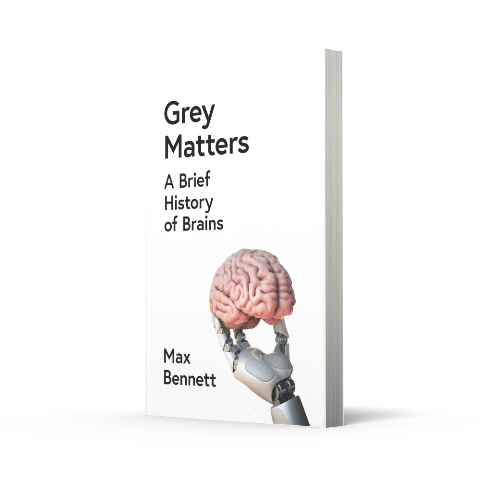 Grey
Matters
A Brief
History
of Brains
Max
Bennett